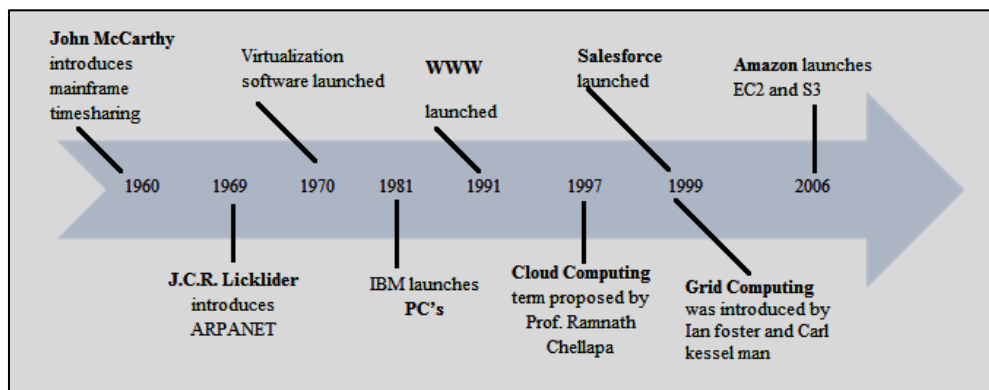 John McCarthy
introduces
mainframe
timesharing
Virtualization
software launched
WWW
launched
Salesforce
launched
Amazon launches
EC2 and S3
1960
1969
1970
1981
1991
1997
1999
2006
J.C.R. Licklider
introduces
ARPANET
IBM launches
PC's
Cloud Computing
term proposed by
Prof. Ramnath
Chellapa
Grid Computing
was introduced by
Ian foster and Carl
kessel man